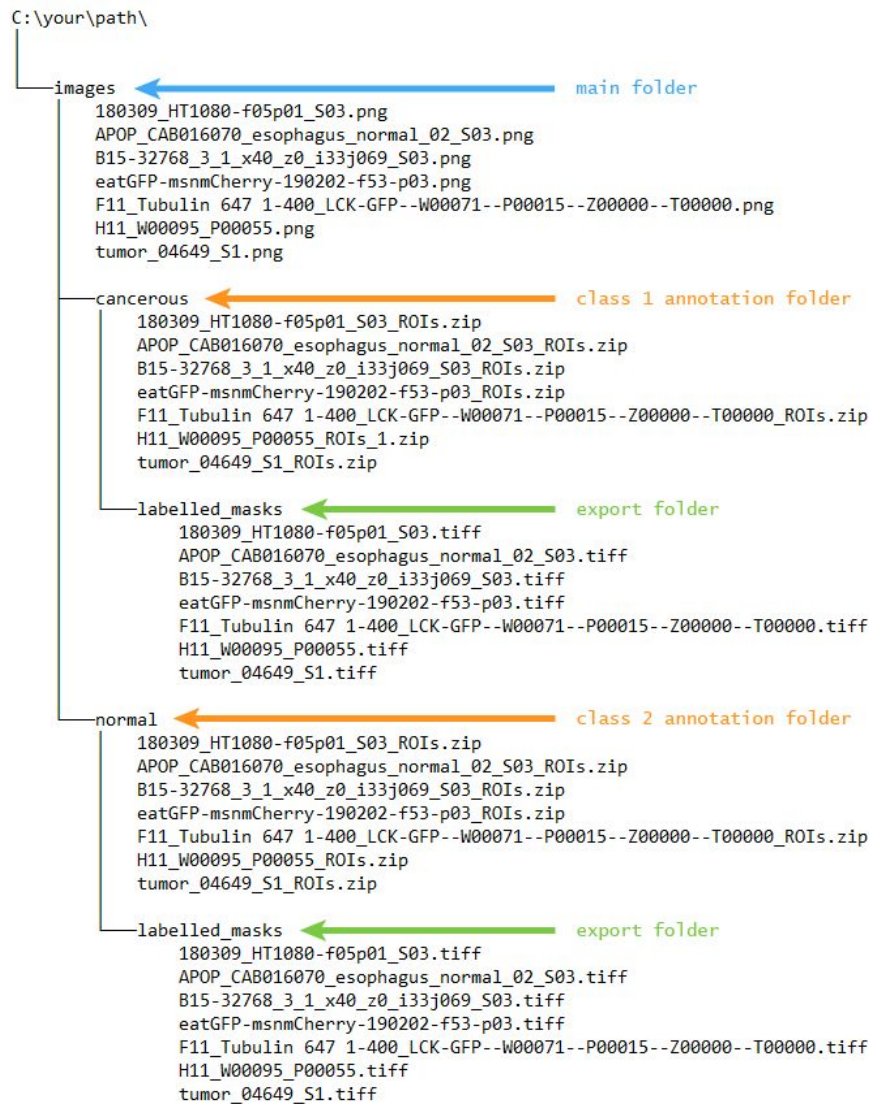 C:\your\path\
images main folder
180309_HT1080-f05p01_S03.png
APOP_CAB016070_esophagus_normal_02_S03.png
B15-32768_3_1_x40_z0_i33j069_S03.png
eatGFP-msnmCherry-190202-f53-p03.png
F11_Tubulin 647 1-400_LCK-GFP--W00071--P00015--Z00000--T00000.png
H11_W00095_P00055.png
tumor_04649_S1.png
cancerous class 1 annotation folder
180309_HT1080-f05p01_S03_ROIs.zip
APOP_CAB016070_esophagus_normal_02_S03_ROIs.zip
B15-32768_3_1_x40_z0_i33j069_S03_ROIs.zip
eatGFP-msnmCherry-190202-f53-p03_ROIs.zip
F11_Tubulin 647 1-400_LCK-GFP--W00071--P00015--Z00000--T00000_ROIs.zip
H11_W00095_P00055_ROIs_1.zip
tumor_04649_S1_ROIs.zip
labelled_masks export folder
180309_HT1080-f05p01_S03.tiff
APOP_CAB016070_esophagus_normal_02_S03.tiff
B15-32768_3_1_x40_z0_i33j069_S03.tiff
eatGFP-msnmCherry-190202-f53-p03.tiff
F11_Tubulin 647 1-400_LCK-GFP--W00071--P00015--Z00000--T00000.tiff
H11_W00095_P00055.tiff
tumor_04649_S1.tiff
normal class 2 annotation folder
180309_HT1080-f05p01_S03_ROIs.zip
APOP_CAB016070_esophagus_normal_02_S03_ROIs.zip
B15-32768_3_1_x40_z0_i33j069_S03_ROIs.zip
eatGFP-msnmCherry-190202-f53-p03_ROIs.zip
F11_Tubulin 647 1-400_LCK-GFP--W00071--P00015--Z00000--T00000_ROIs.zip
H11_W00095_P00055_ROIs.zip
tumor_04649_S1_ROIs.zip
labelled_masks export folder
180309_HT1080-f05p01_S03.tiff
APOP_CAB016070_esophagus_normal_02_S03.tiff
B15-32768_3_1_x40_z0_i33j069_S03.tiff
eatGFP-msnmCherry-190202-f53-p03.tiff
F11_Tubulin 647 1-400_LCK-GFP--W00071--P00015--Z00000--T00000.tiff
H11_W00095_P00055.tiff
tumor_04649_S1.tiff